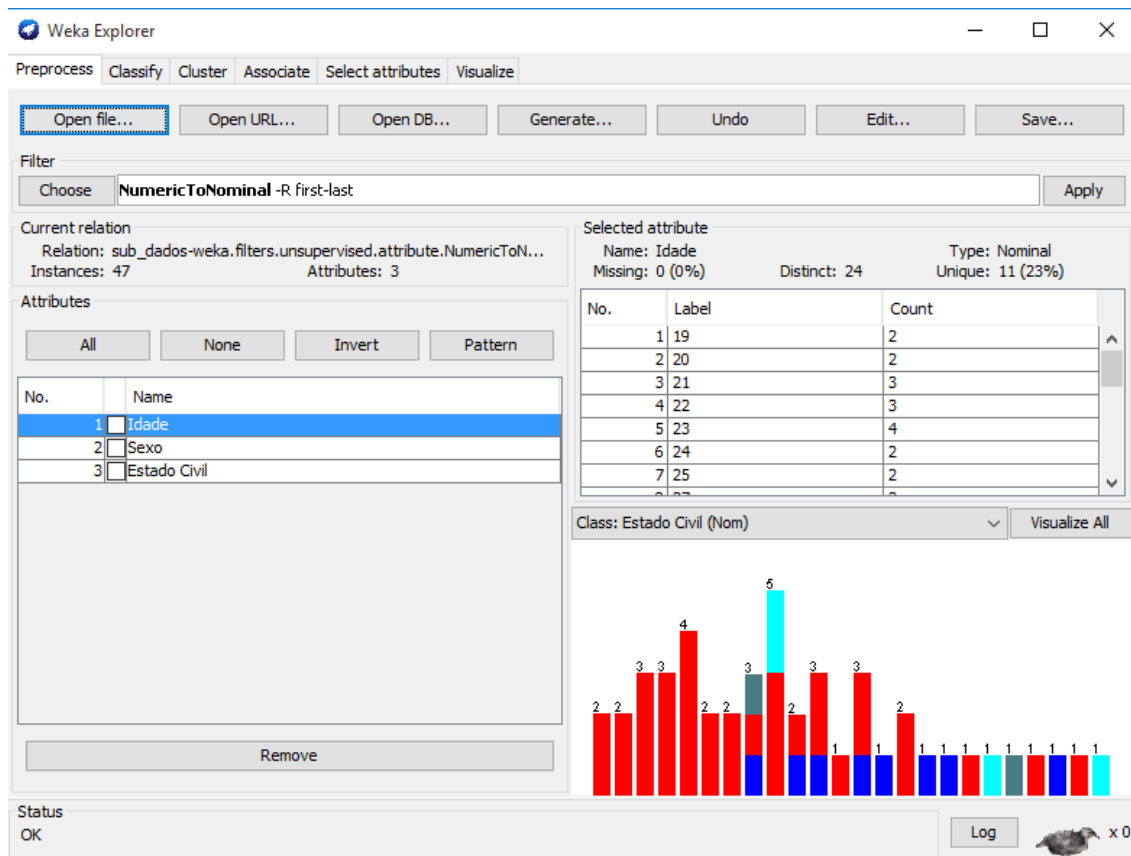 Weka Explorer
Preprocess Classify Cluster Associate Select attributes Visualize
Open file... Open URL... Open DB... Generate... Undo Edit... Save...
Filter
Choose NumericToNominal -R first-last Apply
Current relation
Relation: sub_dados-weka.filters.unsupervised.attribute.NumericToN...
Instances: 47 Attributes: 3
Attributes
All None Invert Pattern
No. Name
1 Idade
2 Sexo
3 Estado Civil
Remove
Selected attribute
Name: Idade Type: Nominal
Missing: 0 (0%) Distinct: 24 Unique: 11 (23%)
No. Label Count
1 19 2
2 20 2
3 21 3
4 22 3
5 23 4
6 24 2
7 25 2
Class: Estado Civil (Nom) Visualize All
5
4
3 3 3 3 3
2 2 2 2 2 2
1 1 1 1 1 1 1 1 1 1 1
Status
OK
Log x 0